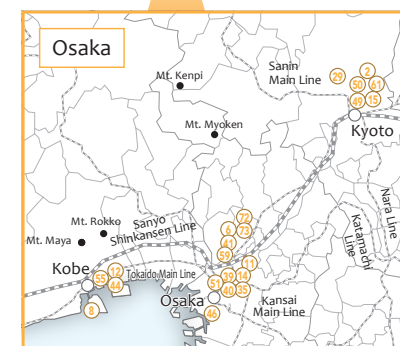 Osaka
Mt. Kenpi
Sanin
Main Line
29
2
50
61
49
15
Kyoto
Mt. Myoken
Nara Line
Katamachi
Line
Mt. Rokko
Mt. Maya
Sanyo
Shinkansen Line
72
6
73
41
59
11
Kobe
55
12
44
Tokaido Main Line
8
51
39
14
40
35
Osaka
46
Kansai
Main Line